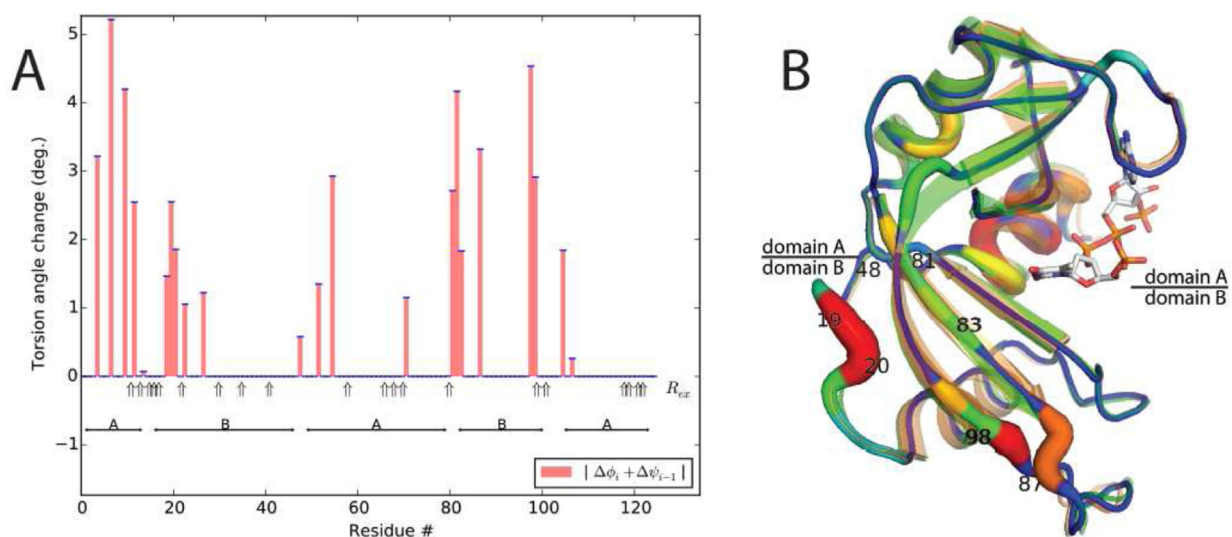 A
B
5
4
3
2
1
0
−1
Torsion angle change (deg.)
R_ex
A B A B A
| Δϕ_i + Δψ_{i−1} |
0 20 40 60 80 100 120
Residue #
domain A
domain B
48
81
domain A
domain B
19
83
20
98
87